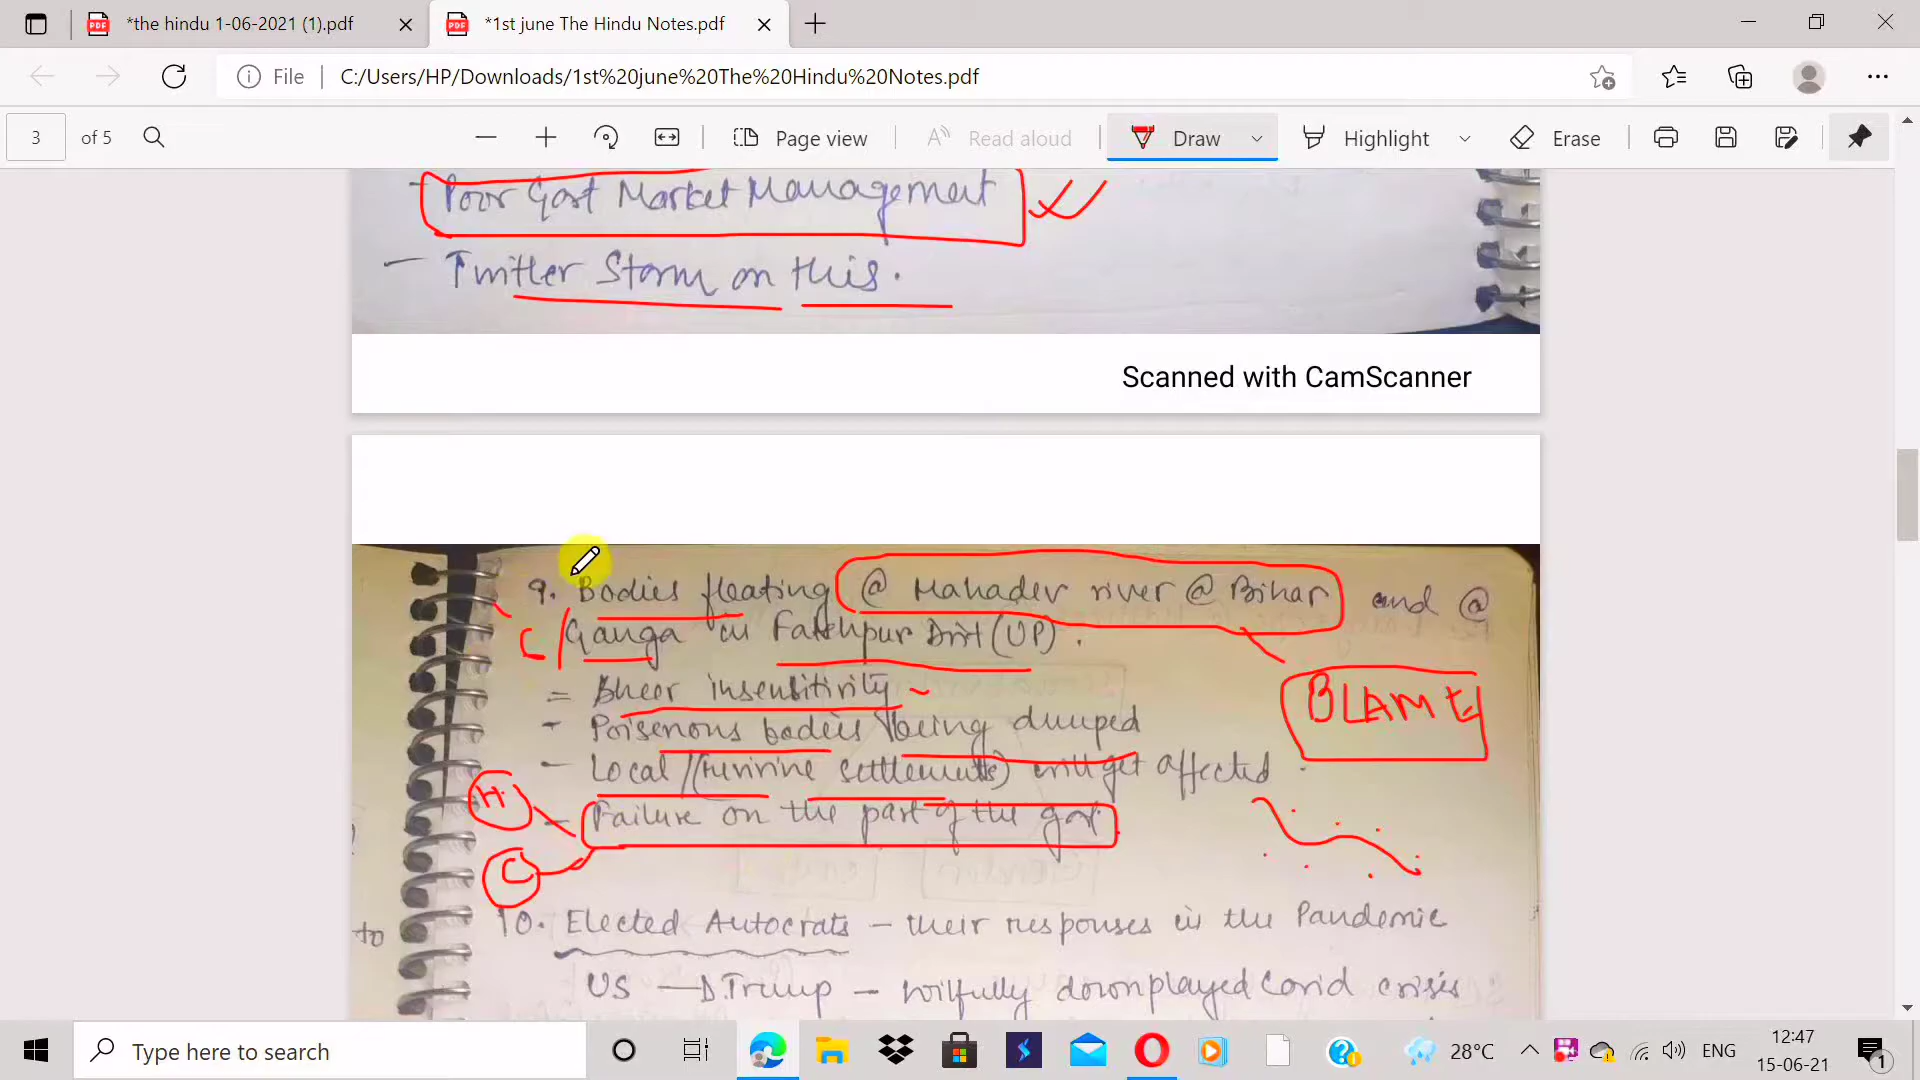 *the hindu 1-06-2021 (1).pdf
*1st june The Hindu Notes.pdf
File
C:/Users/HP/Downloads/1st%20june%20The%20Hindu%20Notes.pdf
3 of 5
Page view
Read aloud
Draw
Highlight
Erase
- Poor Govt Market Management
- Twitter Storm on this.
Scanned with CamScanner
9. Bodies floating @ Mahadev river @ Bihar and @
C/ Ganga in Fatehpur Dist (UP).
= Sheer insensitivity
BLAME
- Poisenous bodies being dumped
- Local / (riverine settlements) will get affected
H
- Failure on the part of the govt
C
to
10. Elected Autocrats - their responses in the Pandemic
US — D.Trump - wilfully downplayed Covid crisis
Type here to search
28°C
ENG
12:47
15-06-21
1